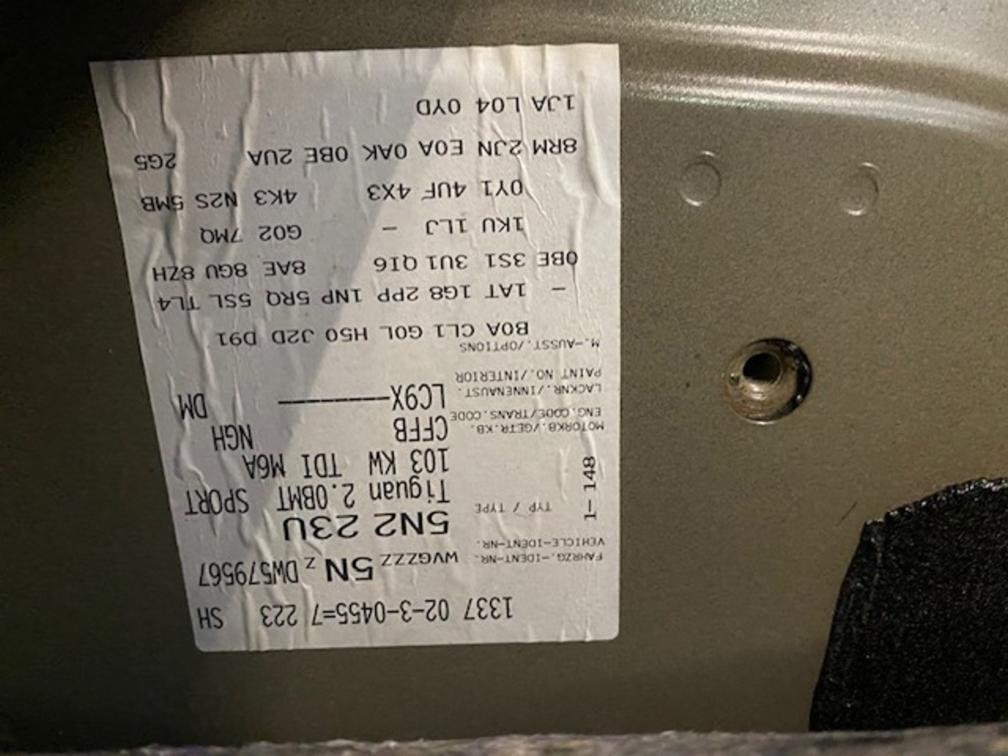 1337 02-3-0455=7 223 SH
FAHRZG.-IDENT-NR.
VEHICLE-IDENT-NR. WVGZZZ 5N Z DW579567
5N2 23U
TYP / TYPE Tiguan 2.0BMT SPORT
103 KW TDI M6A
MOTORKB./GETR.KB.
ENG.CODE/TRANS.CODE CFFB NGH
LACKNR./INNENAUSST.
PAINT NO./INTERIOR LC9X DM
M.-AUSST./OPTIONS
B0A CL1 G0L H50 J2D D91
- 1AT 1G8 2PP 1NP 5RQ 5SL TL4
0BE 3S1 3U1 QI6 8AE 8GU 8ZH
1KU 1LJ - G02 7MQ
0Y1 4UF 4X3 4K3 N2S 5MB
8RM 2JN E0A 0AK 0BE 2UA 2G5
1JA L04 0YD
1- 148